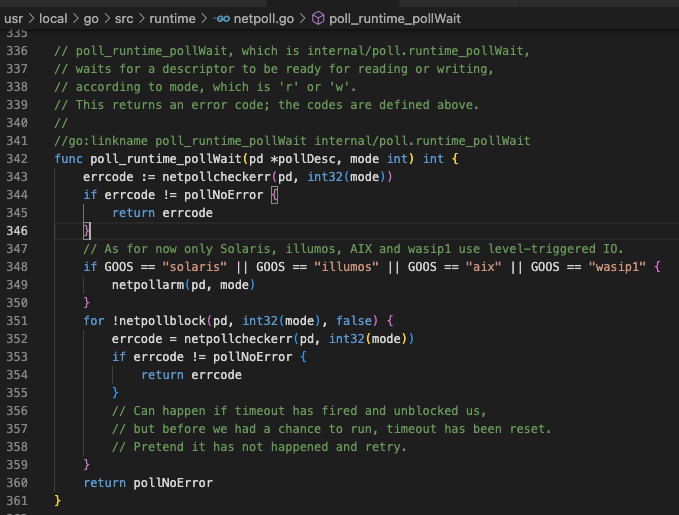 usr > local > go > src > runtime > netpoll.go > poll_runtime_pollWait
335
336 // poll_runtime_pollWait, which is internal/poll.runtime_pollWait,
337 // waits for a descriptor to be ready for reading or writing,
338 // according to mode, which is 'r' or 'w'.
339 // This returns an error code; the codes are defined above.
340 //
341 //go:linkname poll_runtime_pollWait internal/poll.runtime_pollWait
342 func poll_runtime_pollWait(pd *pollDesc, mode int) int {
343 errcode := netpollcheckerr(pd, int32(mode))
344 if errcode != pollNoError {
345 return errcode
346 }
347 // As for now only Solaris, illumos, AIX and wasip1 use level-triggered IO.
348 if GOOS == "solaris" || GOOS == "illumos" || GOOS == "aix" || GOOS == "wasip1" {
349 netpollarm(pd, mode)
350 }
351 for !netpollblock(pd, int32(mode), false) {
352 errcode = netpollcheckerr(pd, int32(mode))
353 if errcode != pollNoError {
354 return errcode
355 }
356 // Can happen if timeout has fired and unblocked us,
357 // but before we had a chance to run, timeout has been reset.
358 // Pretend it has not happened and retry.
359 }
360 return pollNoError
361 }